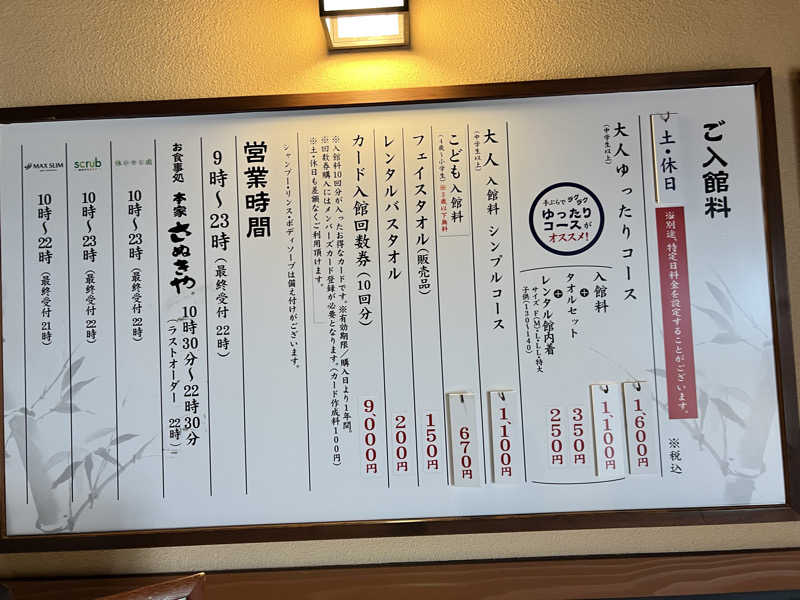 ご入館料
※税込
土・休日
※別途、特定日料金を設定することがございます。
大人 ゆったりコース
(中学生以上)
1,600円
手ぶらでラクラク
ゆったり
コースが
オススメ!
入館料
1,100円
+
タオルセット
350円
+
レンタル館内着
250円
サイズ F(M)・L・LL・特大
子供(130〜140)
大人 入館料 シンプルコース
(中学生以上)
1,100円
こども 入館料
(4歳〜小学生) ※3歳以下無料
670円
フェイスタオル(販売品)
150円
レンタルバスタオル
200円
カード入館回数券(10回分)
9,000円
※入館料10回分が入ったお得なカードです。※有効期限/購入日より1年間。
※回数券購入にはメンバーズカード登録が必要となります。(カード作成料100円)
※土・休日も差額なくご利用頂けます。
シャンプー・リンス・ボディソープは備え付けがございます。
営業時間
9時〜23時(最終受付 22時)
お食事処 本家 さぬきや 10時30分〜22時30分
(ラストオーダー 22時)
10時〜23時(最終受付 22時)
scrub
10時〜23時(最終受付 22時)
MAX SLIM
10時〜22時(最終受付 21時)